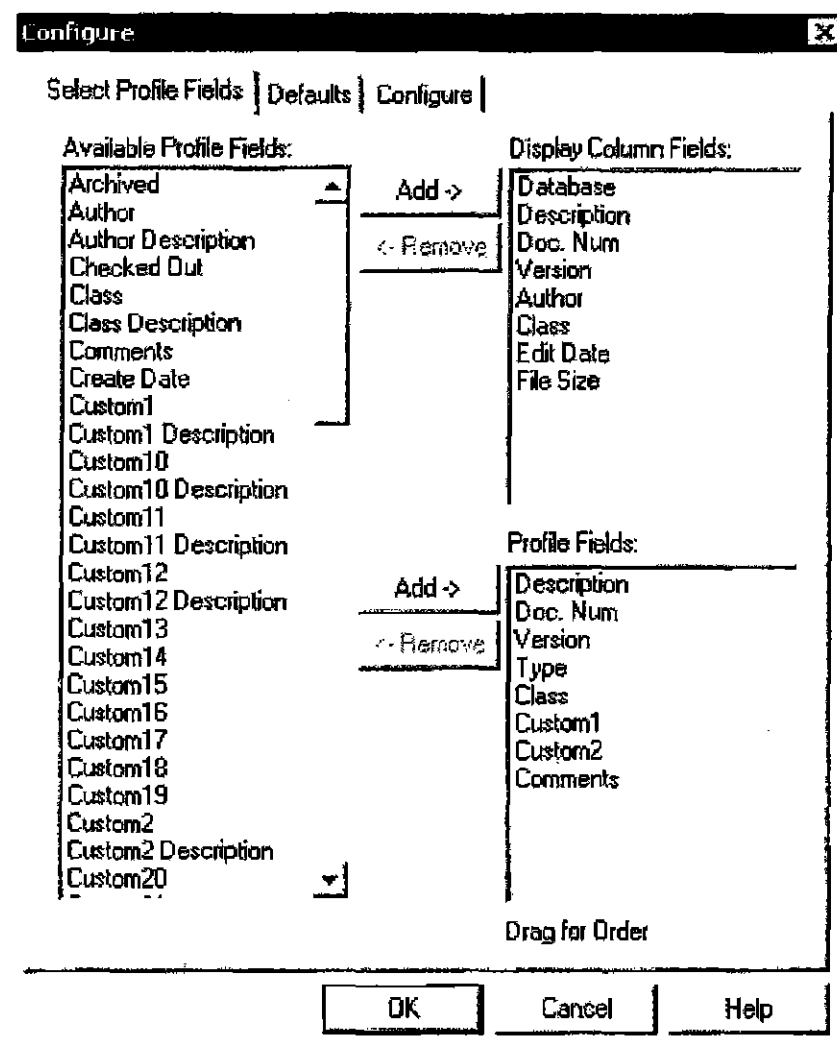 Configure
Select Profile Fields
Defaults
Configure
Available Profile Fields:
Archived
Author
Author Description
Checked Out
Class
Class Description
Comments
Create Date
Custom1
Custom1 Description
Custom10
Custom10 Description
Custom11
Custom11 Description
Custom12
Custom12 Description
Custom13
Custom14
Custom15
Custom16
Custom17
Custom18
Custom19
Custom2
Custom2 Description
Custom20
Add ->
<- Remove
Display Column Fields:
Database
Description
Doc. Num
Version
Author
Class
Edit Date
File Size
Add ->
<- Remove
Profile Fields:
Description
Doc. Num
Version
Type
Class
Custom1
Custom2
Comments
Drag for Order
OK
Cancel
Help